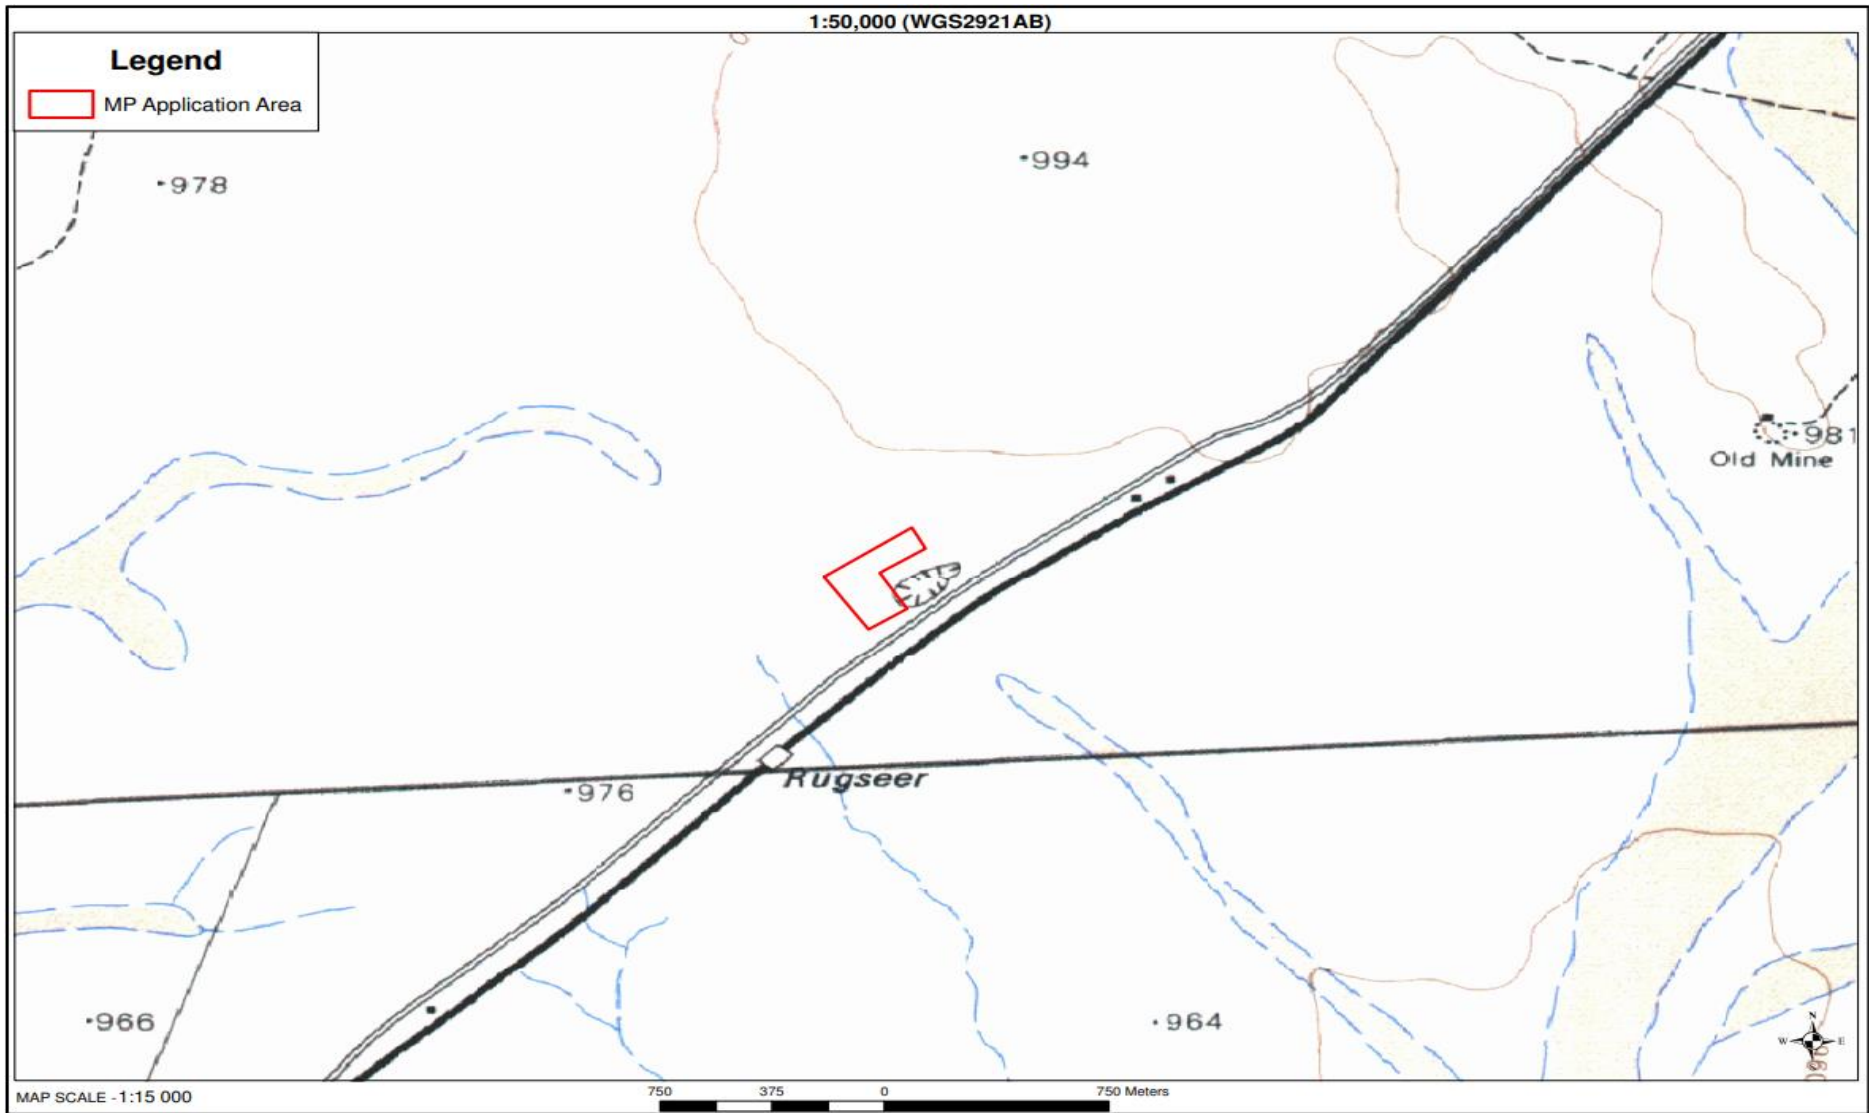 1:50,000 (WGS2921AB)
Legend
MP Application Area
994
978
981
Old Mine
Rugseer
976
966
964
N
W E
S
960
MAP SCALE - 1:15 000
750 375 0 750 Meters